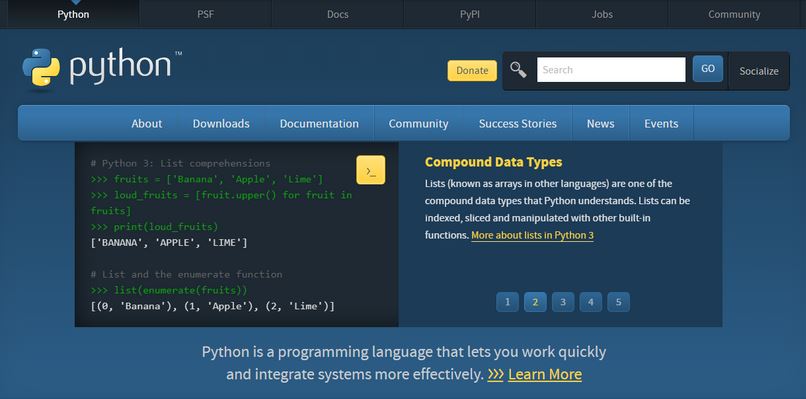 Python PSF Docs PyPI Jobs Community
python™
Donate Search GO Socialize
About Downloads Documentation Community Success Stories News Events
# Python 3: List comprehensions
>>> fruits = ['Banana', 'Apple', 'Lime']
>>> loud_fruits = [fruit.upper() for fruit in
fruits]
>>> print(loud_fruits)
['BANANA', 'APPLE', 'LIME']
# List and the enumerate function
>>> list(enumerate(fruits))
[(0, 'Banana'), (1, 'Apple'), (2, 'Lime')]
>_
Compound Data Types
Lists (known as arrays in other languages) are one of the
compound data types that Python understands. Lists can be
indexed, sliced and manipulated with other built-in
functions. More about lists in Python 3
1 2 3 4 5
Python is a programming language that lets you work quickly
and integrate systems more effectively. >>> Learn More